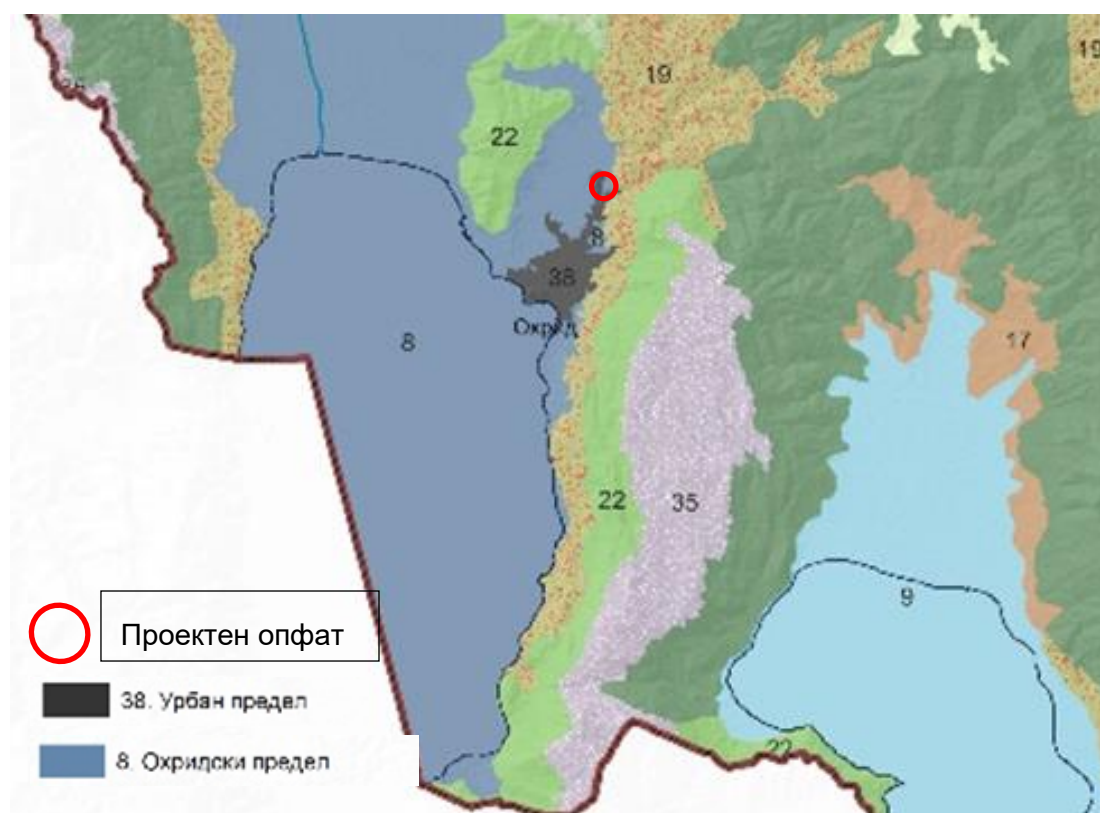 19
19
22
8
38
Охрид
8
17
22
35
9
Проектен опфат
38. Урбан предел
8. Охридски предел
22